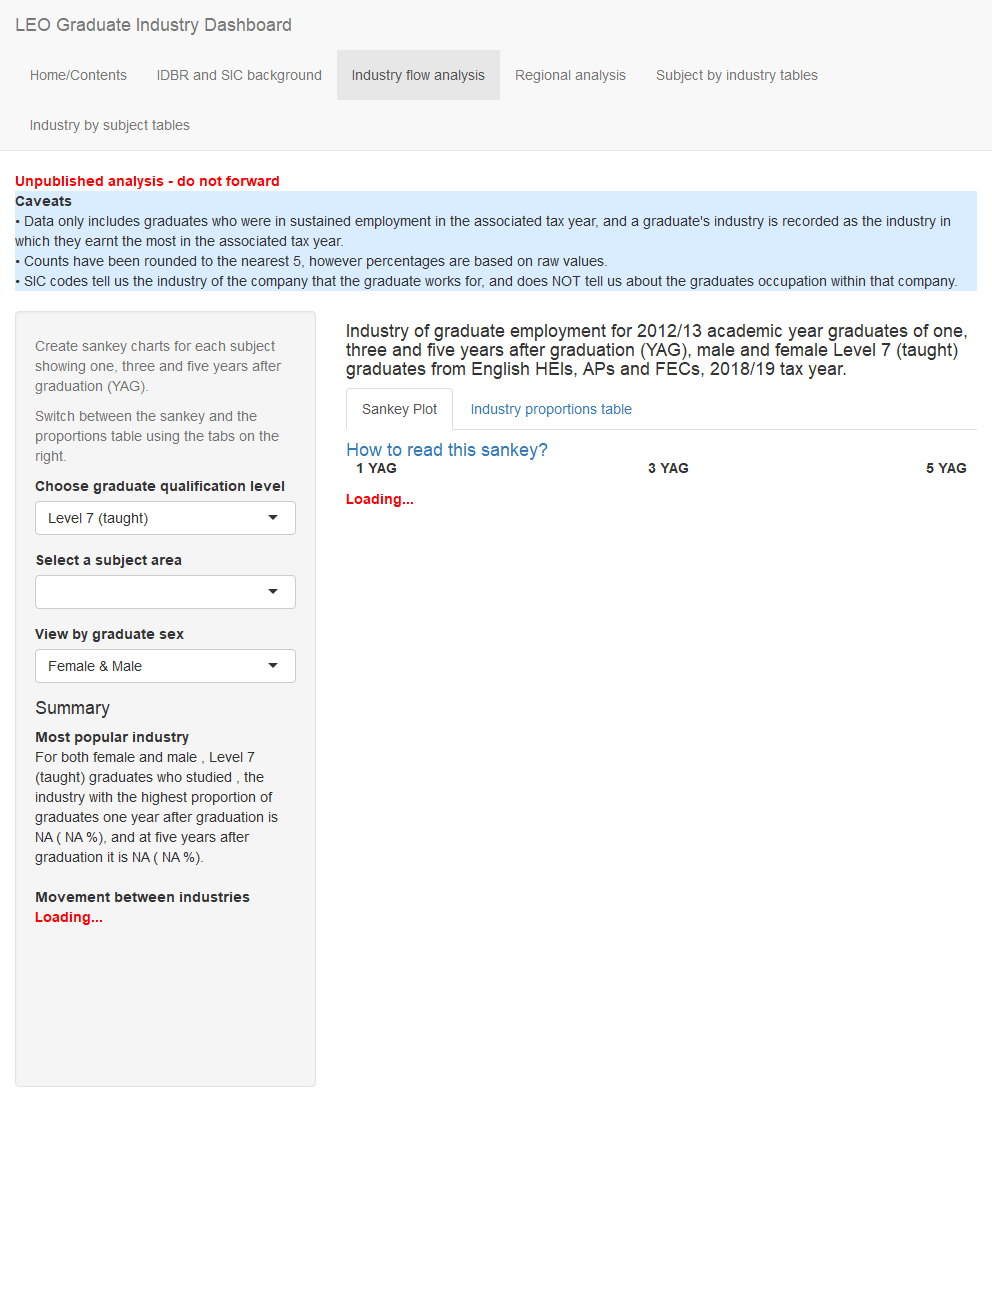 LEO Graduate Industry Dashboard
Home/Contents
IDBR and SIC background
Industry flow analysis
Regional analysis
Subject by industry tables
Industry by subject tables
Unpublished analysis - do not forward
Caveats
• Data only includes graduates who were in sustained employment in the associated tax year, and a graduate's industry is recorded as the industry in
which they earnt the most in the associated tax year.
• Counts have been rounded to the nearest 5, however percentages are based on raw values.
• SIC codes tell us the industry of the company that the graduate works for, and does NOT tell us about the graduates occupation within that company.
Create sankey charts for each subject
showing one, three and five years after
graduation (YAG).
Switch between the sankey and the
proportions table using the tabs on the
right.
Choose graduate qualification level
Level 7 (taught)
Select a subject area
View by graduate sex
Female & Male
Summary
Most popular industry
For both female and male , Level 7
(taught) graduates who studied , the
industry with the highest proportion of
graduates one year after graduation is
NA ( NA %), and at five years after
graduation it is NA ( NA %).
Movement between industries
Loading...
Industry of graduate employment for 2012/13 academic year graduates of one,
three and five years after graduation (YAG), male and female Level 7 (taught)
graduates from English HEIs, APs and FECs, 2018/19 tax year.
Sankey Plot
Industry proportions table
How to read this sankey?
1 YAG
3 YAG
5 YAG
Loading...